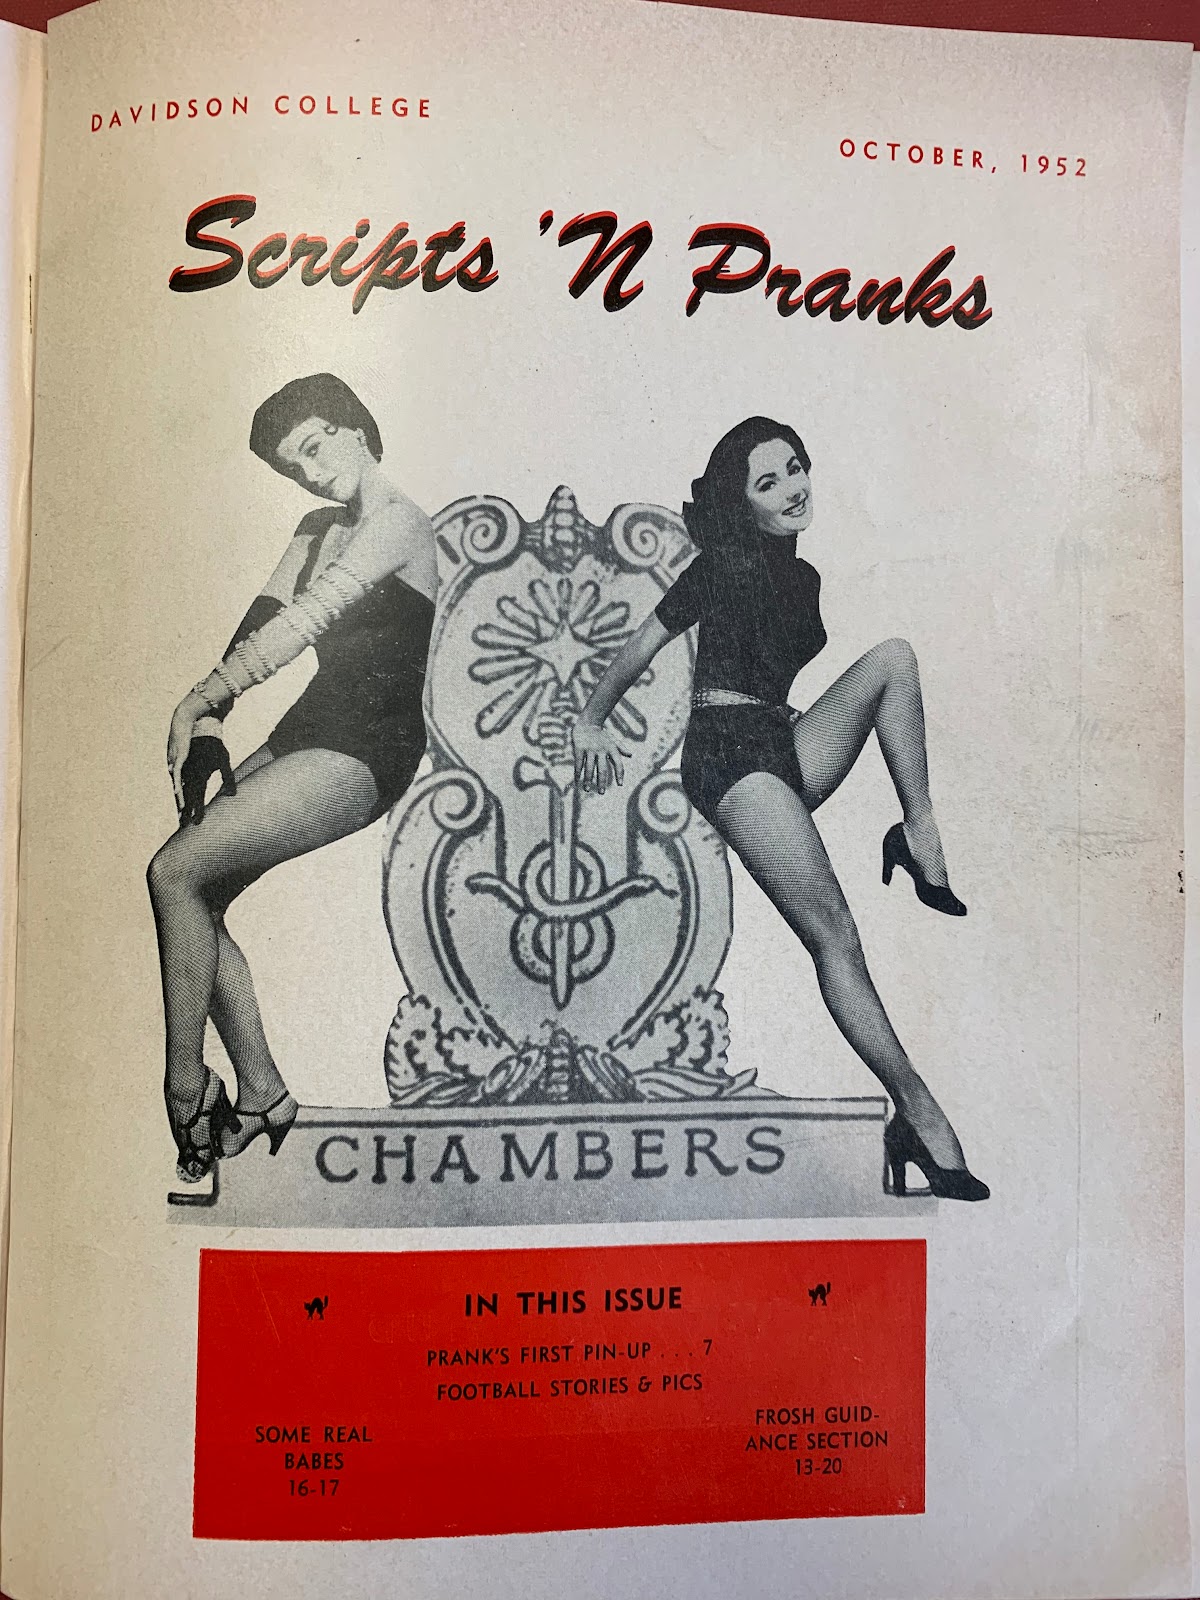 DAVIDSON COLLEGE
OCTOBER, 1952
Scripts 'N Pranks
CHAMBERS
IN THIS ISSUE
PRANK'S FIRST PIN-UP . . . 7
FOOTBALL STORIES & PICS
SOME REAL
BABES
16-17
FROSH GUID-
ANCE SECTION
13-20